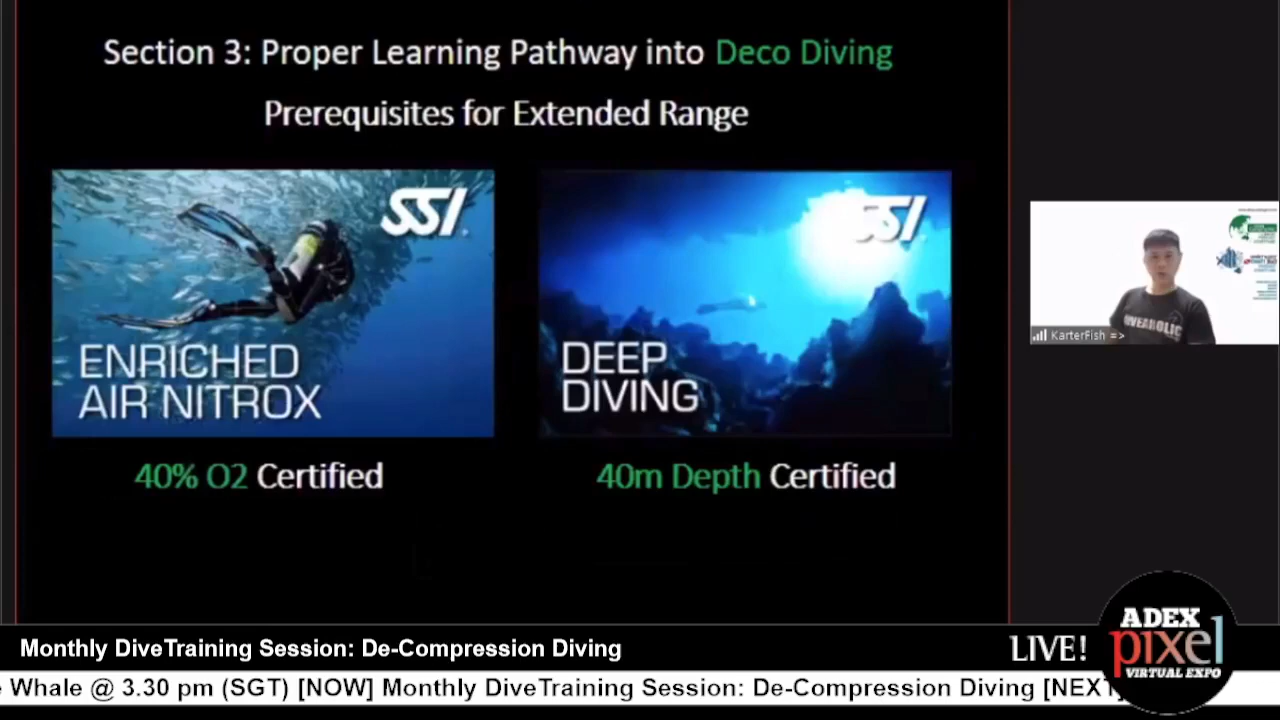 Section 3: Proper Learning Pathway into Deco Diving
Prerequisites for Extended Range
SSI
ENRICHED
AIR NITROX
SSI
DEEP
DIVING
40% O2 Certified
40m Depth Certified
KarterFish =>
Monthly DiveTraining Session: De-Compression Diving
LIVE!
ADEX
pixel
VIRTUAL EXPO
Whale @ 3.30 pm (SGT) [NOW] Monthly DiveTraining Session: De-Compression Diving [NEXT]